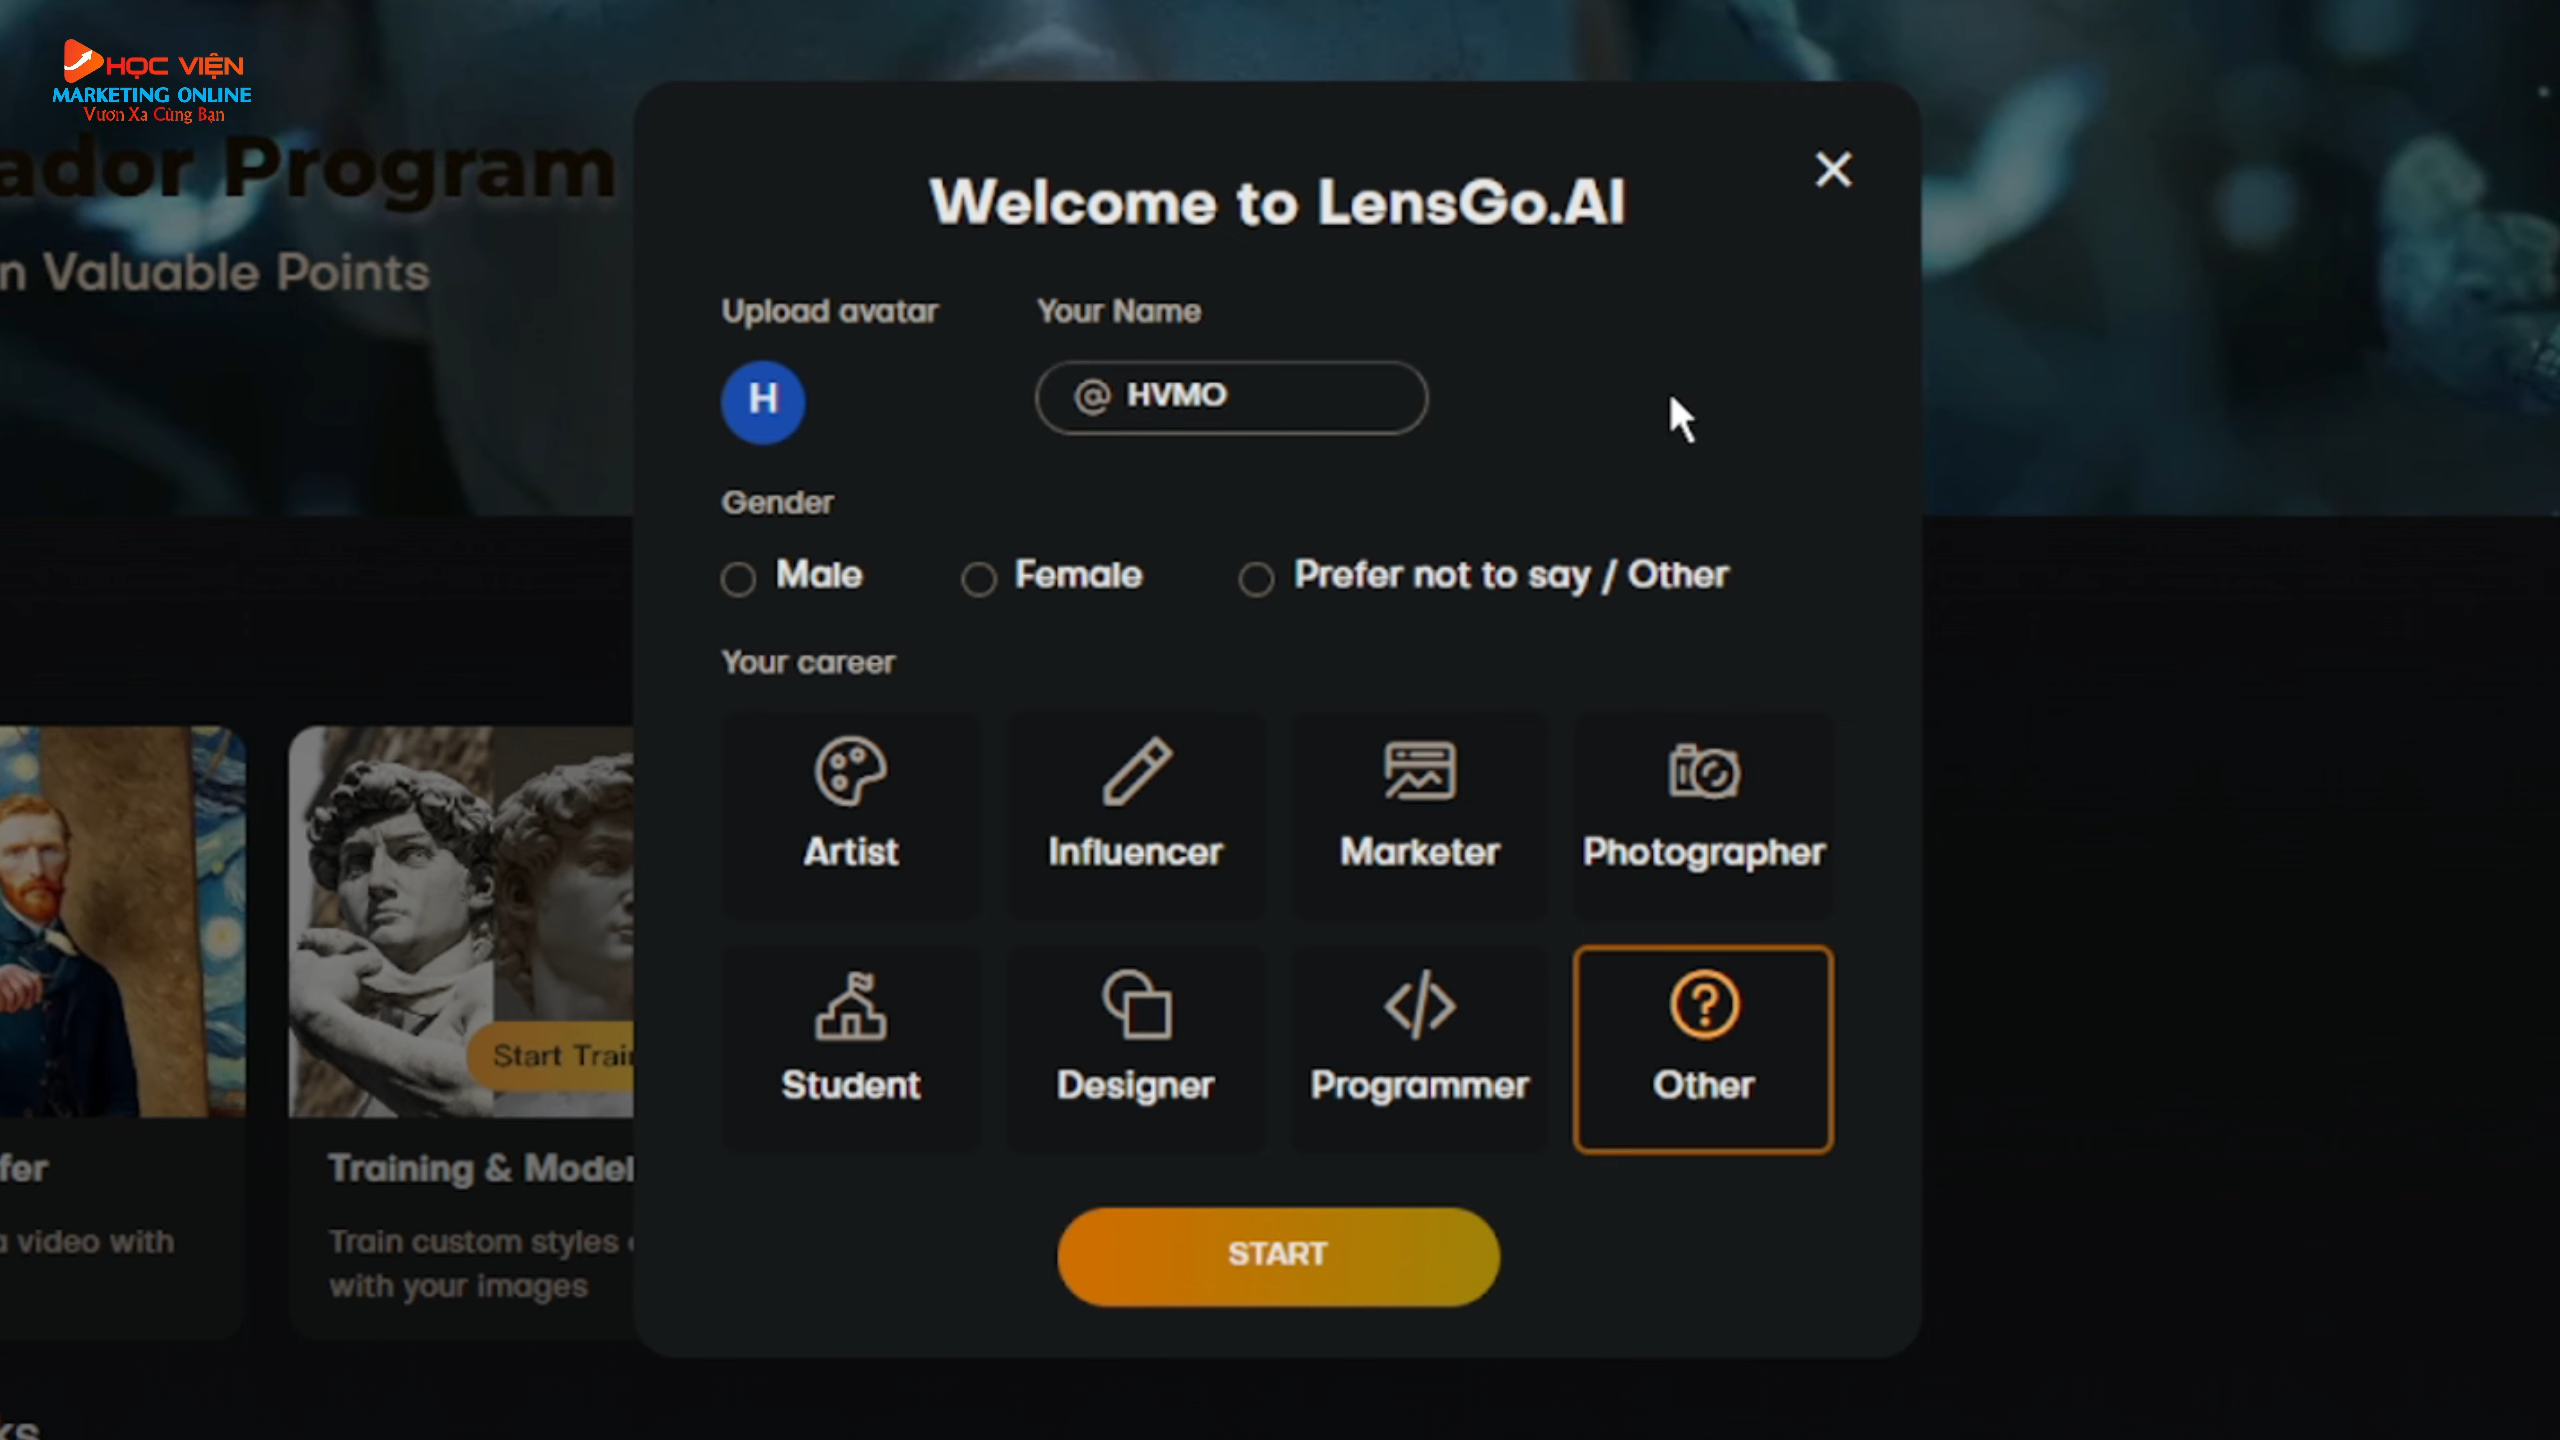 HỌC VIỆN
MARKETING ONLINE
Vươn Xa Cùng Bạn
ador Program
n Valuable Points
Welcome to LensGo.AI
Upload avatar
Your Name
H
@ HVMO
Gender
Male
Female
Prefer not to say / Other
Your career
Artist
Influencer
Marketer
Photographer
Student
Designer
Programmer
Other
START
Start Trai
fer
a video with
Training & Model
Train custom styles
with your images
ks